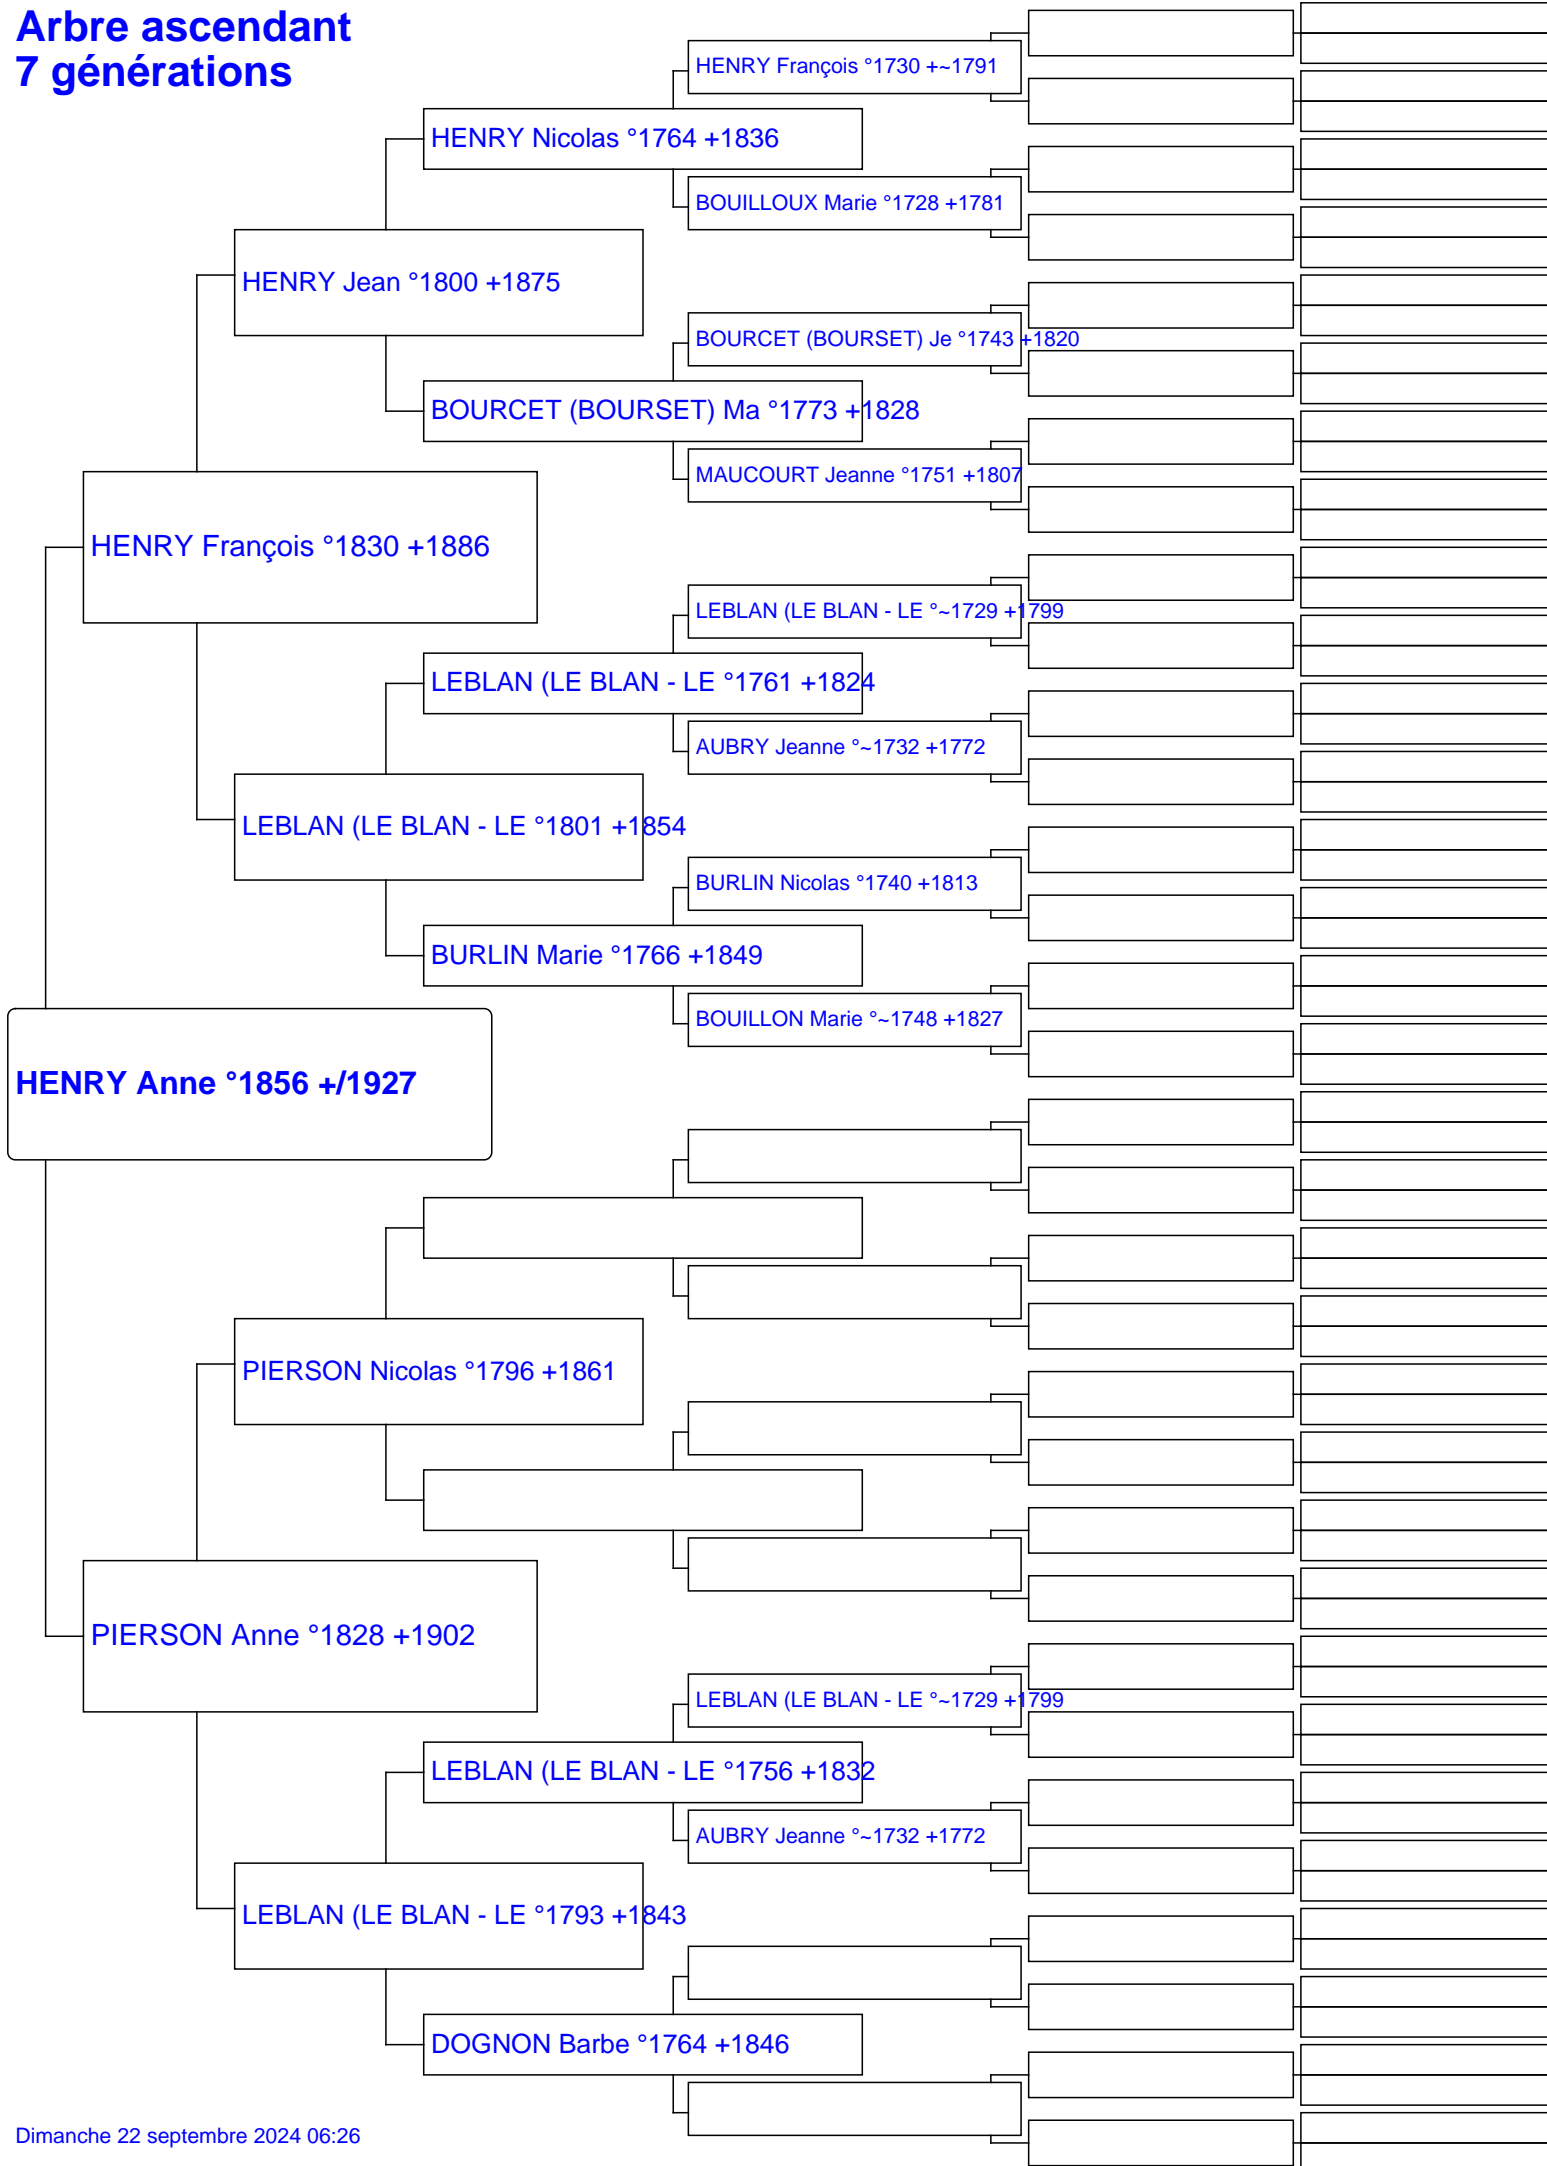 Arbre ascendant
7 générations
HENRY François °1730 +~1791
HENRY Nicolas °1764 +1836
BOUILLOUX Marie °1728 +1781
HENRY Jean °1800 +1875
BOURCET (BOURSET) Je °1743 +1820
BOURCET (BOURSET) Ma °1773 +1828
MAUCOURT Jeanne °1751 +1807
HENRY François °1830 +1886
LEBLAN (LE BLAN - LE °~1729 +1799
LEBLAN (LE BLAN - LE °1761 +1824
AUBRY Jeanne °~1732 +1772
LEBLAN (LE BLAN - LE °1801 +1854
BURLIN Nicolas °1740 +1813
BURLIN Marie °1766 +1849
BOUILLON Marie °~1748 +1827
HENRY Anne °1856 +/1927
PIERSON Nicolas °1796 +1861
PIERSON Anne °1828 +1902
LEBLAN (LE BLAN - LE °~1729 +1799
LEBLAN (LE BLAN - LE °1756 +1832
AUBRY Jeanne °~1732 +1772
LEBLAN (LE BLAN - LE °1793 +1843
DOGNON Barbe °1764 +1846
Dimanche 22 septembre 2024 06:26